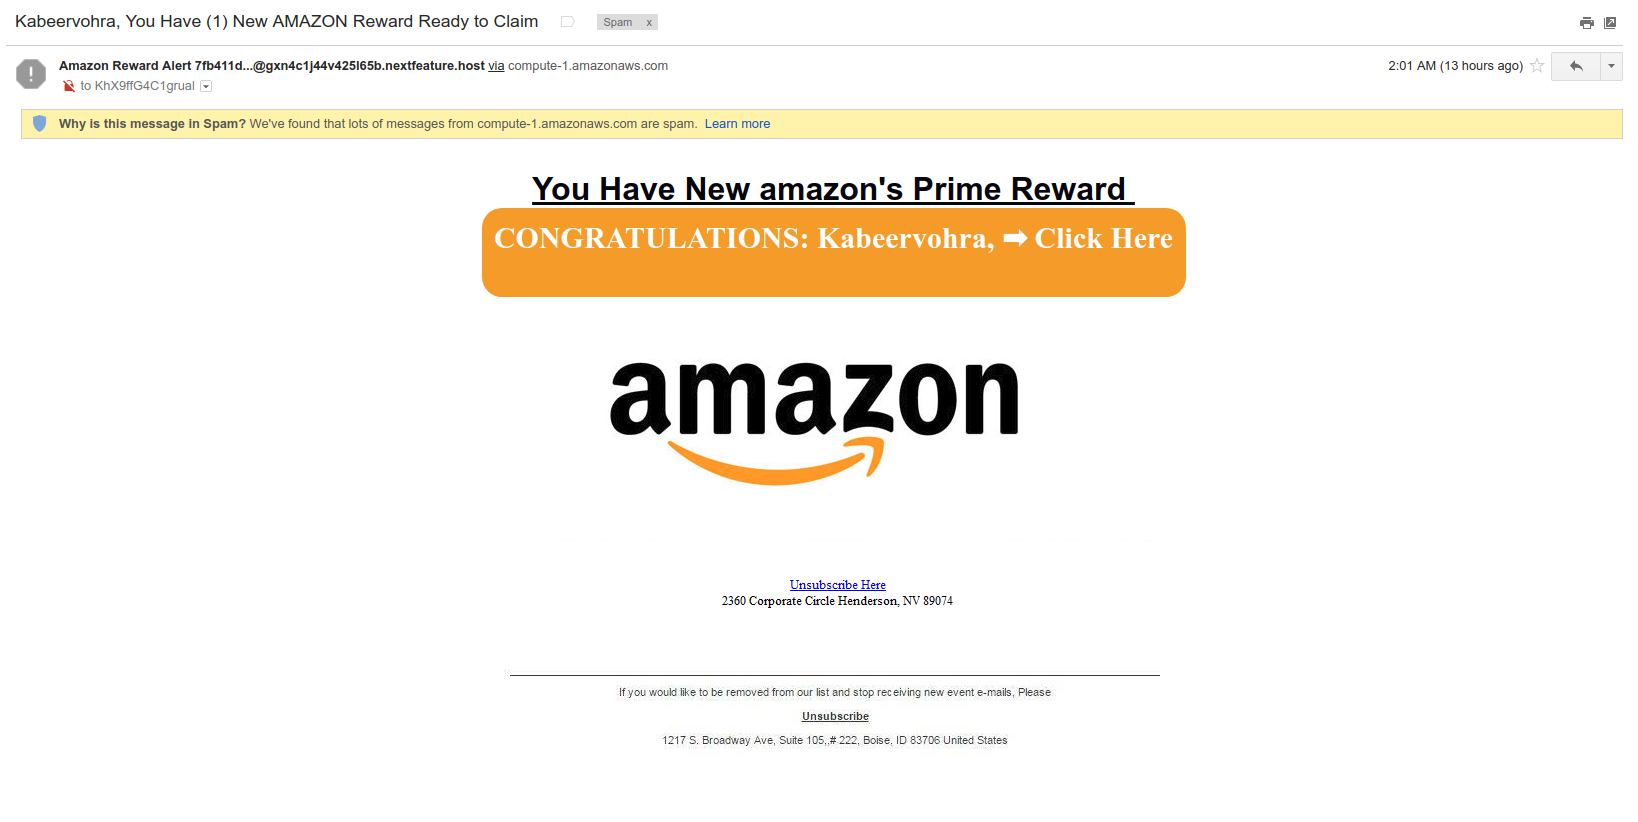 Kabeervohra, You Have (1) New AMAZON Reward Ready to Claim
Spam x
Amazon Reward Alert 7fb411d...@gxn4c1j44v425l65b.nextfeature.host via compute-1.amazonaws.com
2:01 AM (13 hours ago)
to KhX9ffG4C1grual
Why is this message in Spam? We've found that lots of messages from compute-1.amazonaws.com are spam. Learn more
You Have New amazon's Prime Reward
CONGRATULATIONS: Kabeervohra, ➡ Click Here
amazon
Unsubscribe Here
2360 Corporate Circle Henderson, NV 89074
If you would like to be removed from our list and stop receiving new event e-mails, Please
Unsubscribe
1217 S. Broadway Ave, Suite 105,,# 222, Boise, ID 83706 United States